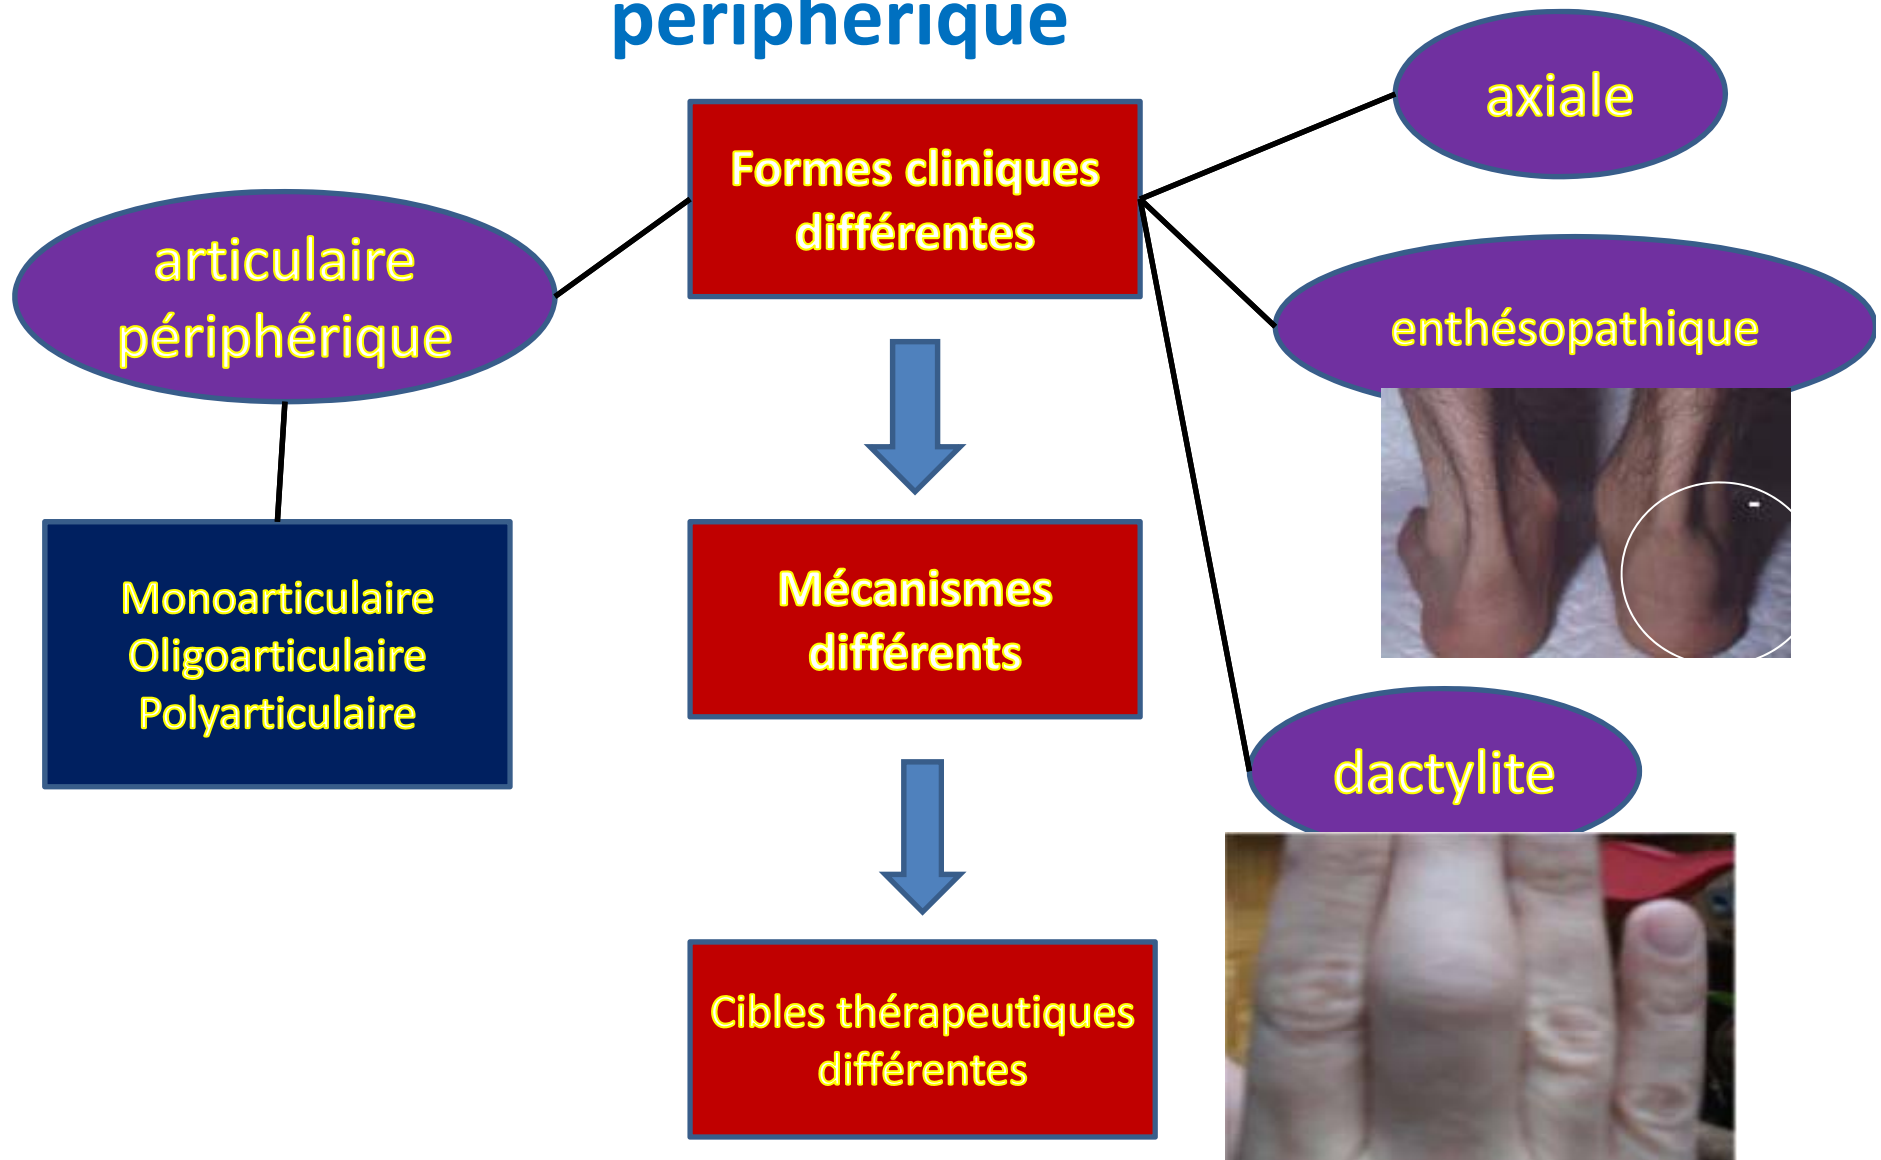 périphérique
axiale
Formes cliniques
différentes
articulaire
périphérique
enthésopathique
Monoarticulaire
Oligoarticulaire
Polyarticulaire
Mécanismes
différents
dactylite
Cibles thérapeutiques
différentes